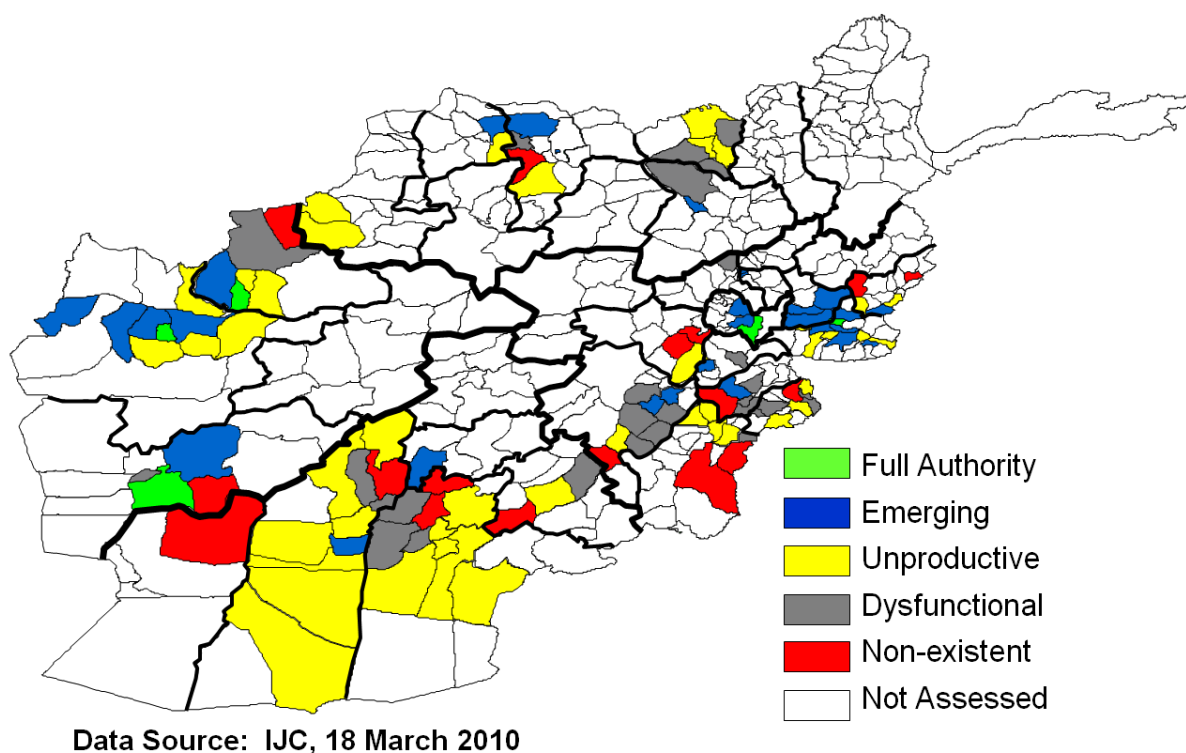 Full Authority
Emerging
Unproductive
Dysfunctional
Non-existent
Not Assessed
Data Source: IJC, 18 March 2010